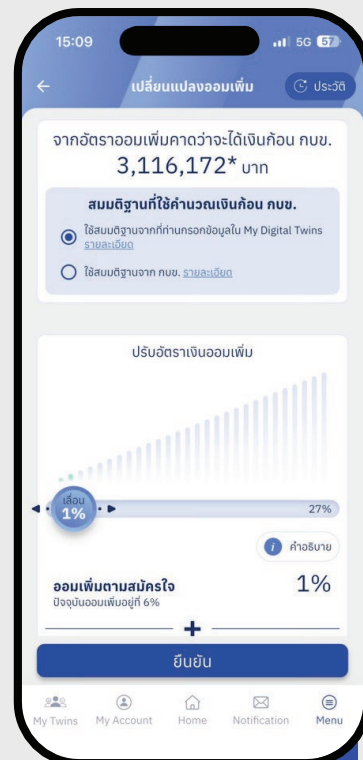 15:09
5G 57
เปลี่ยนแปลงออมเพิ่ม
ประวัติ
จากอัตราออมเพิ่มคาดว่าจะได้เงินก้อน กบข.
3,116,172* บาท
สมมติฐานที่ใช้คำนวณเงินก้อน กบข.
ใช้สมมติฐานจากที่ท่านกรอกข้อมูลใน My Digital Twins
รายละเอียด
ใช้สมมติฐานจาก กบข. รายละเอียด
ปรับอัตราเงินออมเพิ่ม
เลื่อน
1%
27%
i คำอธิบาย
ออมเพิ่มตามสมัครใจ 1%
ปัจจุบันออมเพิ่มอยู่ที่ 6%
+
ยืนยัน
My Twins My Account Home Notification Menu